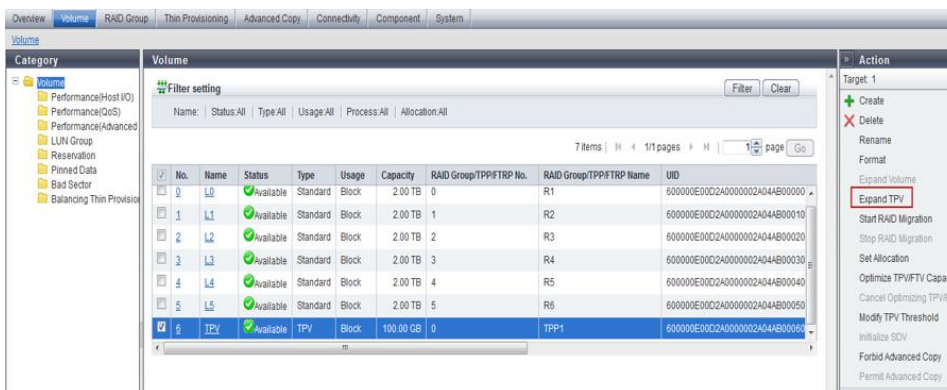 Overview Volume RAID Group Thin Provisioning Advanced Copy Connectivity Component System
Volume
Category
Volume
Performance(Host I/O)
Performance(QoS)
Performance(Advanced
LUN Group
Reservation
Pinned Data
Bad Sector
Balancing Thin Provision
Volume
Filter setting
Filter Clear
Name: | Status:All | Type:All | Usage:All | Process:All | Allocation:All
7 items | 1/1 pages 1 page Go
No. Name Status Type Usage Capacity RAID Group/TPP/FTRP No. RAID Group/TPP/FTRP Name UID
0 L0 Available Standard Block 2.00 TB 0 R1 600000E00D2A0000002A04AB00000
1 L1 Available Standard Block 2.00 TB 1 R2 600000E00D2A0000002A04AB00010
2 L2 Available Standard Block 2.00 TB 2 R3 600000E00D2A0000002A04AB00020
3 L3 Available Standard Block 2.00 TB 3 R4 600000E00D2A0000002A04AB00030
4 L4 Available Standard Block 2.00 TB 4 R5 600000E00D2A0000002A04AB00040
5 L5 Available Standard Block 2.00 TB 5 R6 600000E00D2A0000002A04AB00050
6 TPV Available TPV Block 100.00 GB 0 TPP1 600000E00D2A0000002A04AB00060
Action
Target: 1
Create
Delete
Rename
Format
Expand Volume
Expand TPV
Start RAID Migration
Stop RAID Migration
Set Allocation
Optimize TPV/FTV Capa
Cancel Optimizing TPV/
Modify TPV Threshold
Initialize SDV
Forbid Advanced Copy
Permit Advanced Copy